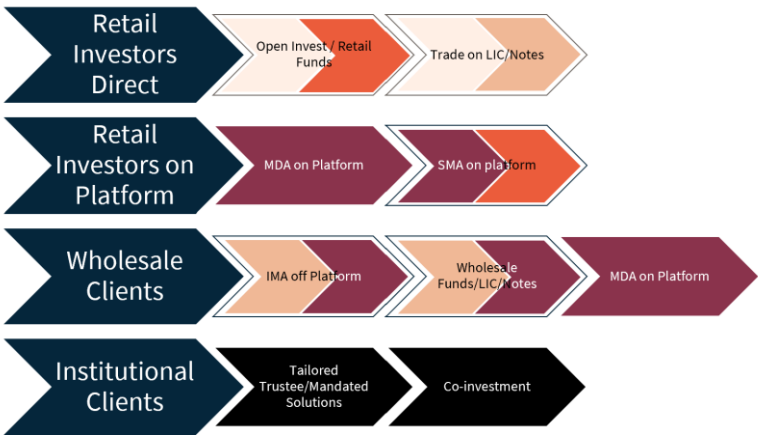 Retail
Investors
Direct
Open Invest / Retail
Funds
Trade on LIC/Notes
Retail
Investors on
Platform
MDA on Platform
SMA on platform
Wholesale
Clients
IMA off Platform
Wholesale
Funds/LIC/Notes
MDA on Platform
Institutional
Clients
Tailored
Trustee/Mandated
Solutions
Co-investment